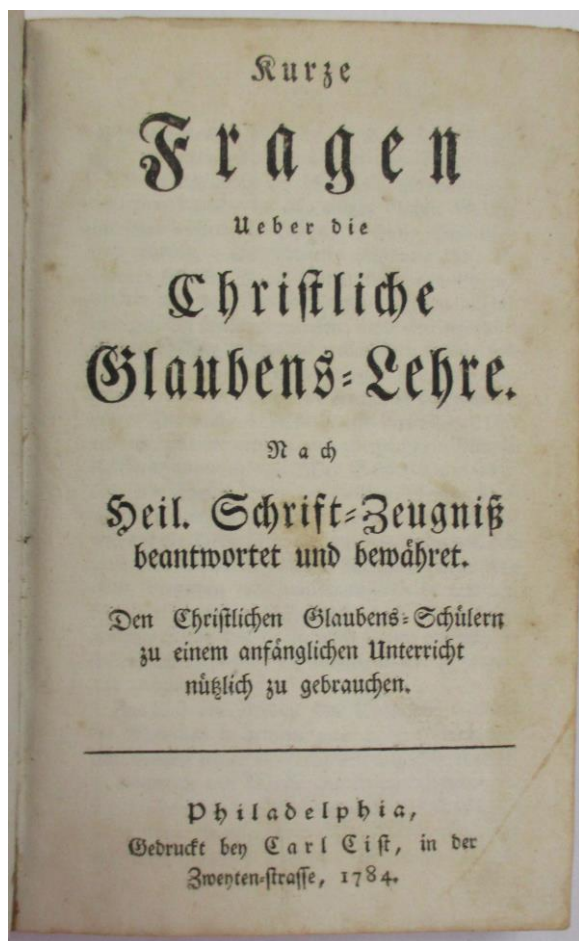 Kurze
Fragen
Ueber die
Christliche
Glaubens-Lehre.
Nach
Heil. Schrift-Zeugniß
beantwortet und bewähret.
Den Christlichen Glaubens-Schülern
zu einem anfänglichen Unterricht
nützlich zu gebrauchen.
Philadelphia,
Gedruckt bey Carl Cist, in der
Zweyten-strasse, 1784.